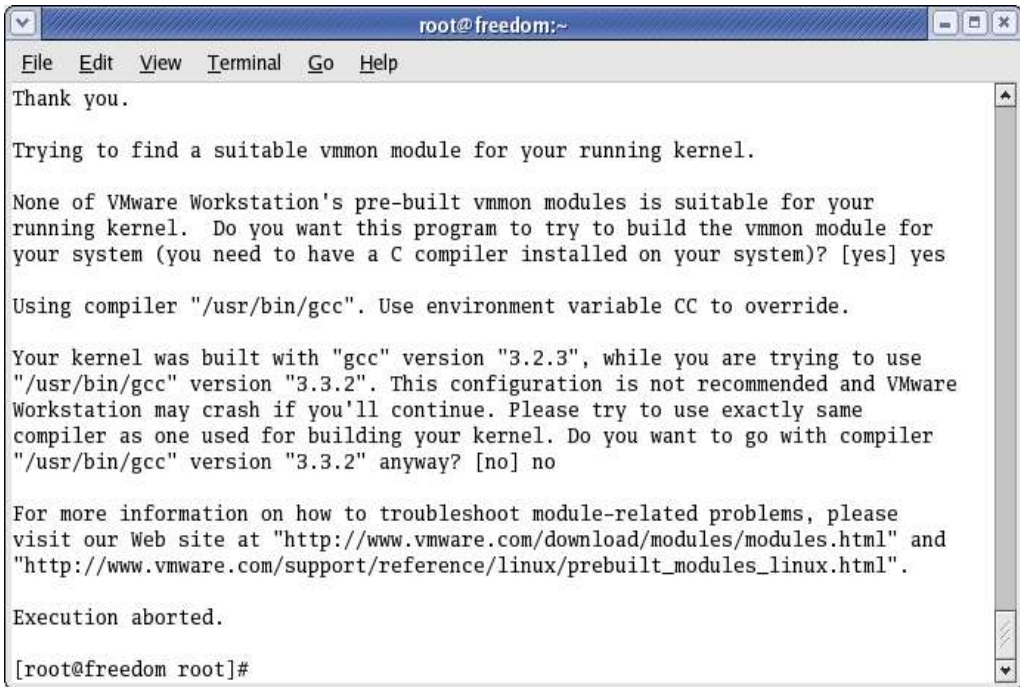 root@freedom:~
File Edit View Terminal Go Help
Thank you.
Trying to find a suitable vmmon module for your running kernel.
None of VMware Workstation's pre-built vmmon modules is suitable for your
running kernel.  Do you want this program to try to build the vmmon module for
your system (you need to have a C compiler installed on your system)? [yes] yes
Using compiler "/usr/bin/gcc". Use environment variable CC to override.
Your kernel was built with "gcc" version "3.2.3", while you are trying to use
"/usr/bin/gcc" version "3.3.2". This configuration is not recommended and VMware
Workstation may crash if you'll continue. Please try to use exactly same
compiler as one used for building your kernel. Do you want to go with compiler
"/usr/bin/gcc" version "3.3.2" anyway? [no] no
For more information on how to troubleshoot module-related problems, please
visit our Web site at "http://www.vmware.com/download/modules/modules.html" and
"http://www.vmware.com/support/reference/linux/prebuilt_modules_linux.html".
Execution aborted.
[root@freedom root]#